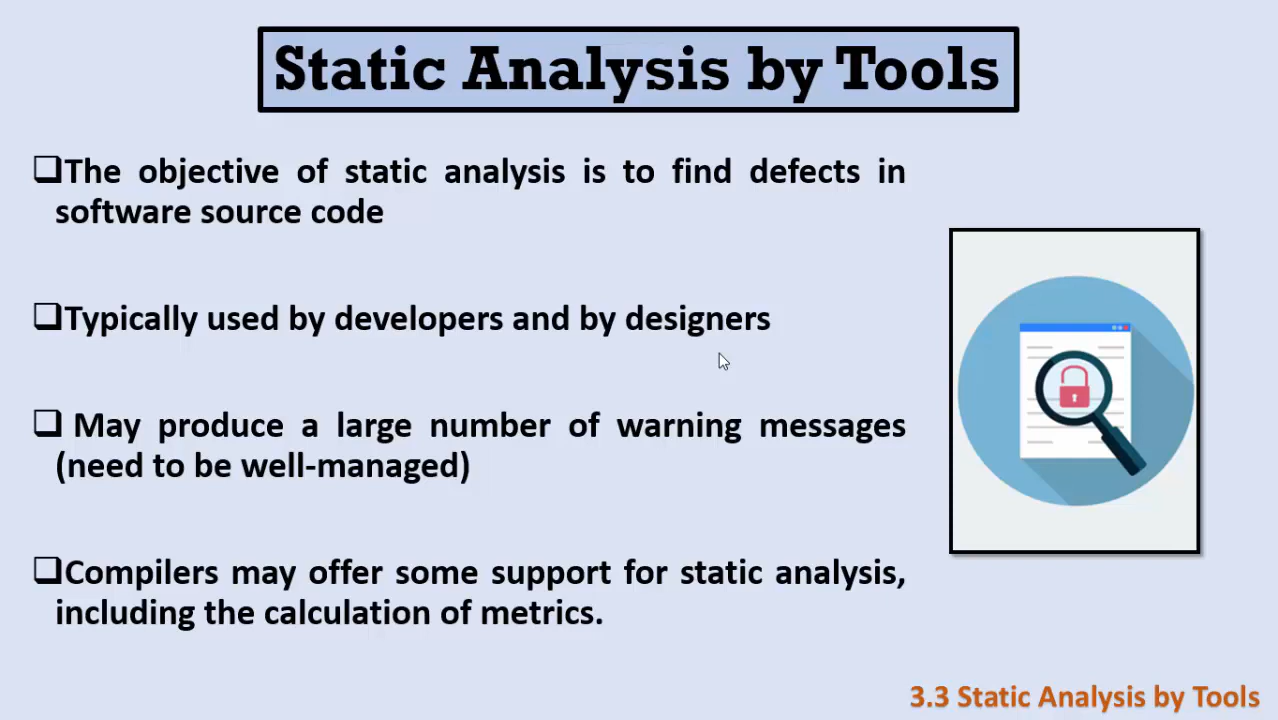 Static Analysis by Tools
❑The objective of static analysis is to find defects in
software source code
❑Typically used by developers and by designers
❑ May produce a large number of warning messages
(need to be well-managed)
❑Compilers may offer some support for static analysis,
including the calculation of metrics.
3.3 Static Analysis by Tools